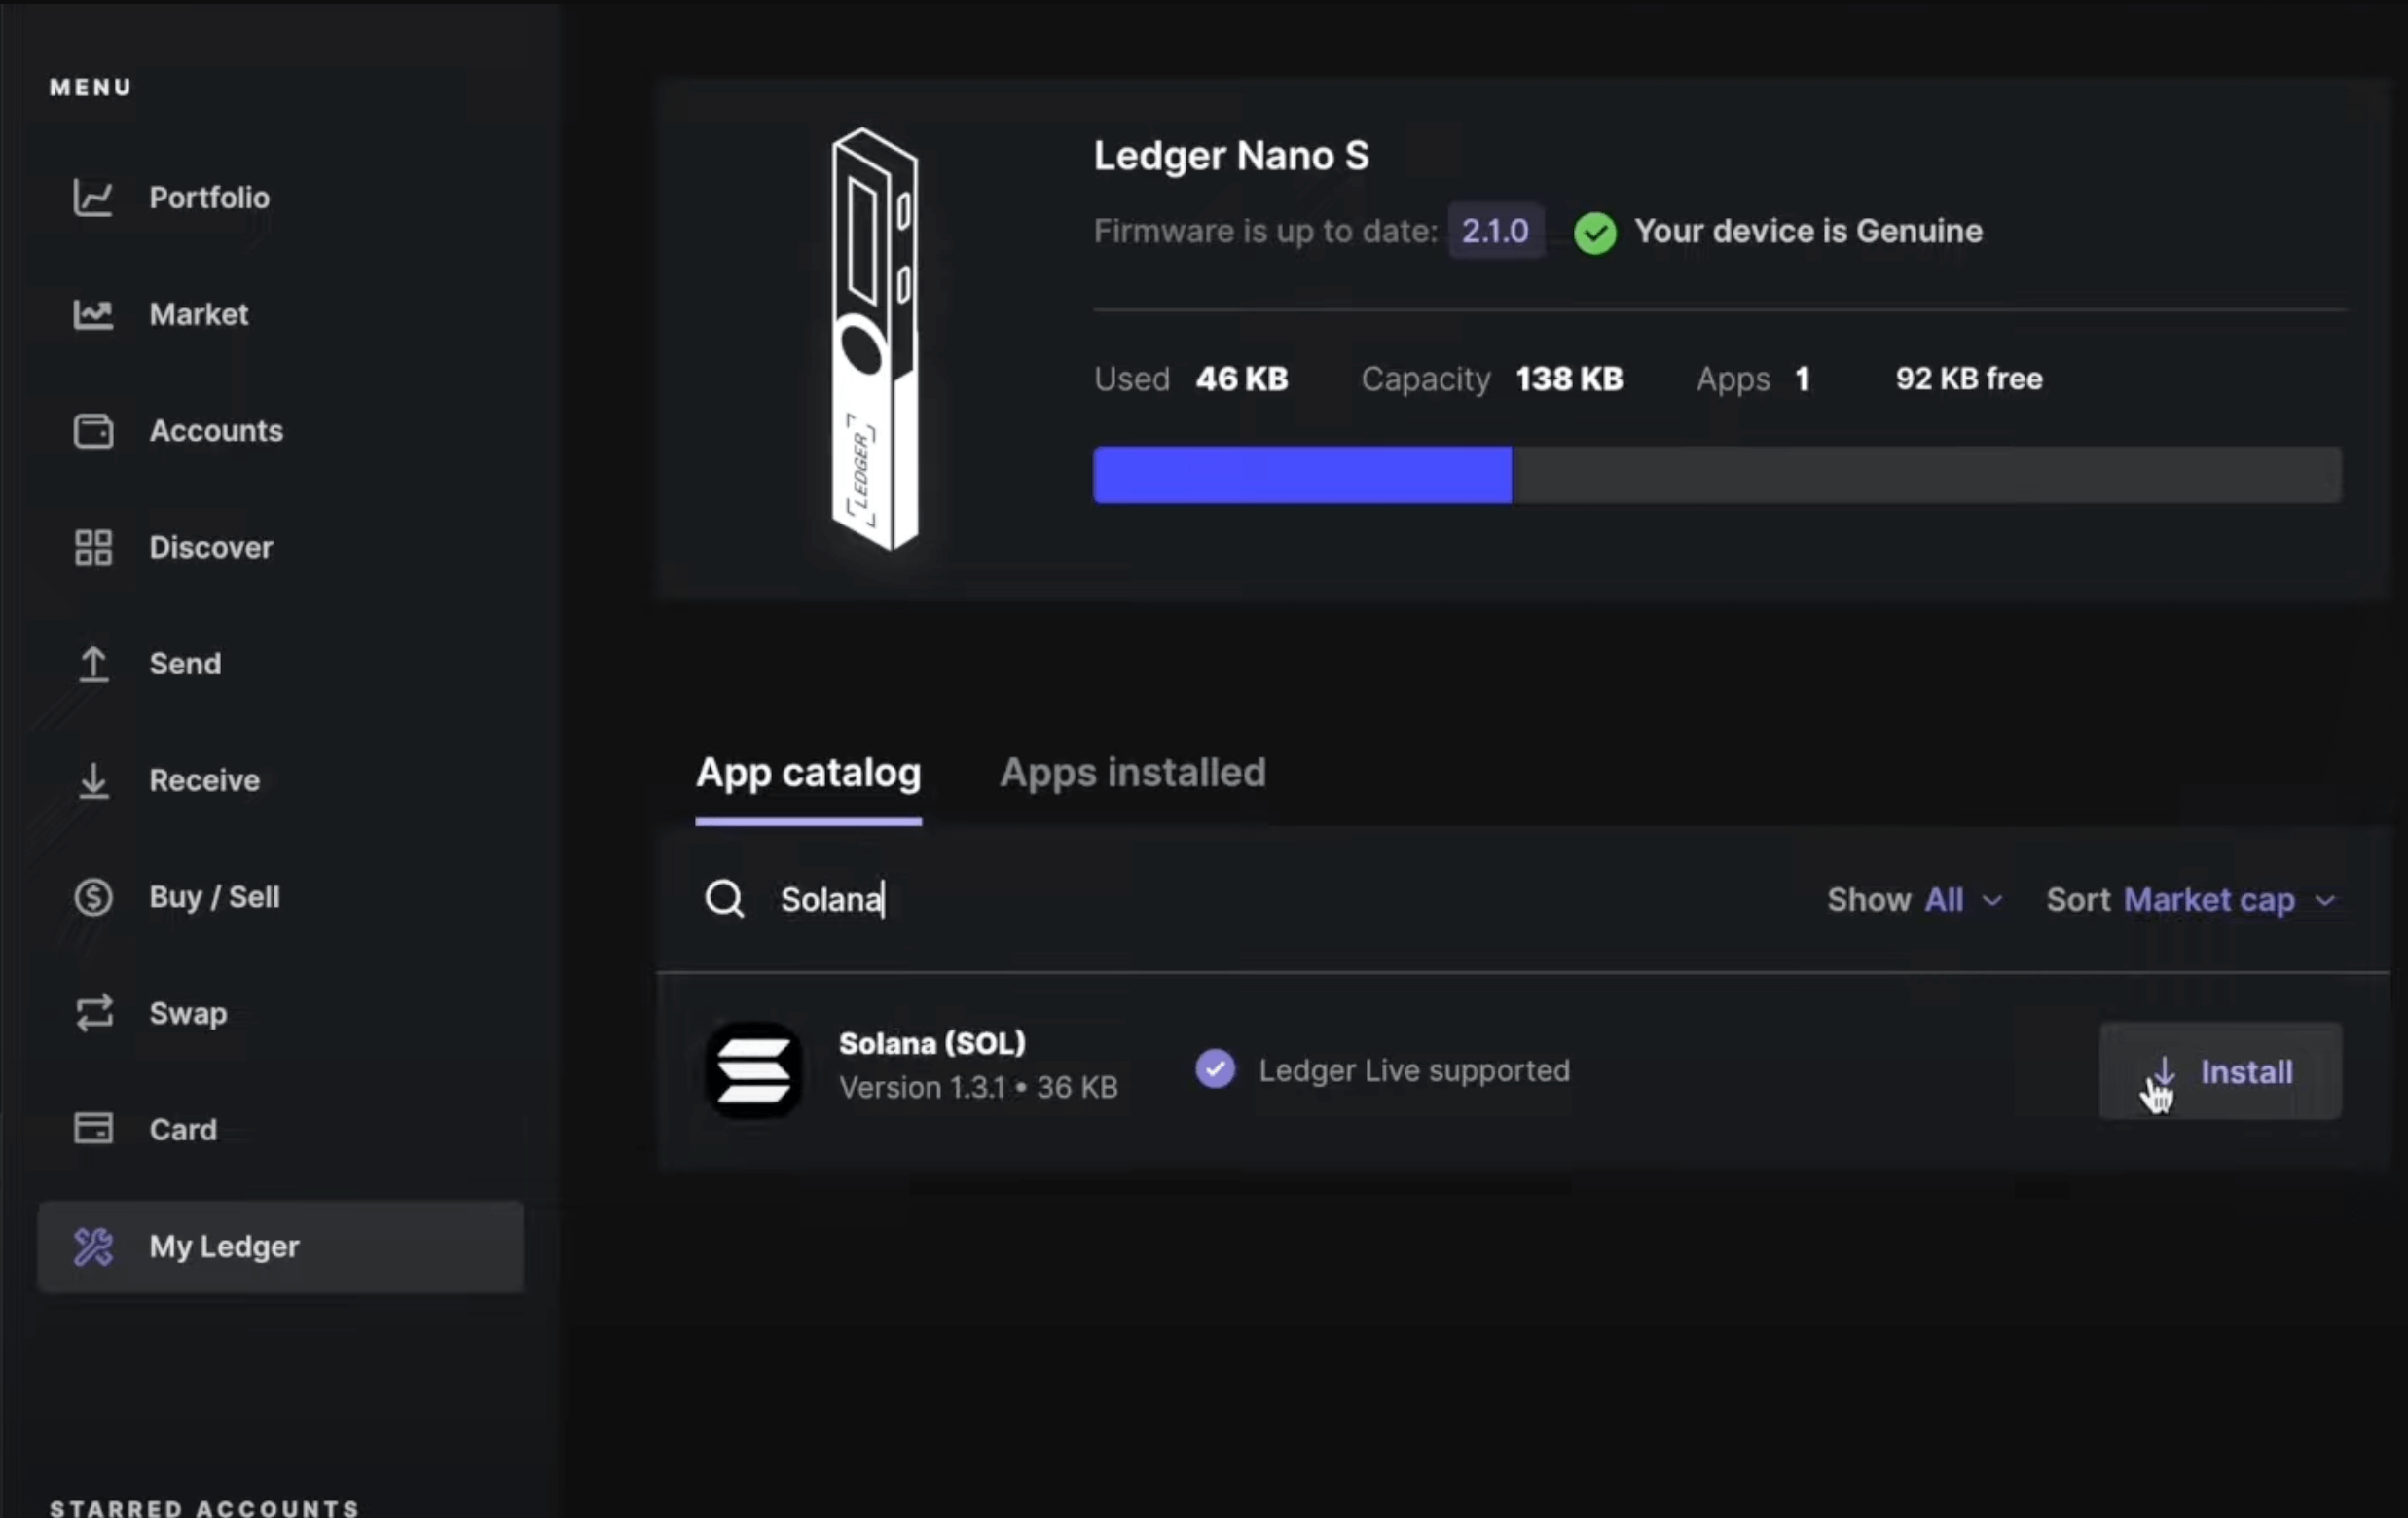 MENU
Portfolio
Market
Accounts
Discover
Send
Receive
Buy / Sell
Swap
Card
My Ledger
STARRED ACCOUNTS
LEDGER
Ledger Nano S
Firmware is up to date: 2.1.0 Your device is Genuine
Used 46 KB Capacity 138 KB Apps 1 92 KB free
App catalog Apps installed
Solana Show All Sort Market cap
Solana (SOL)
Version 1.3.1 • 36 KB
Ledger Live supported
Install